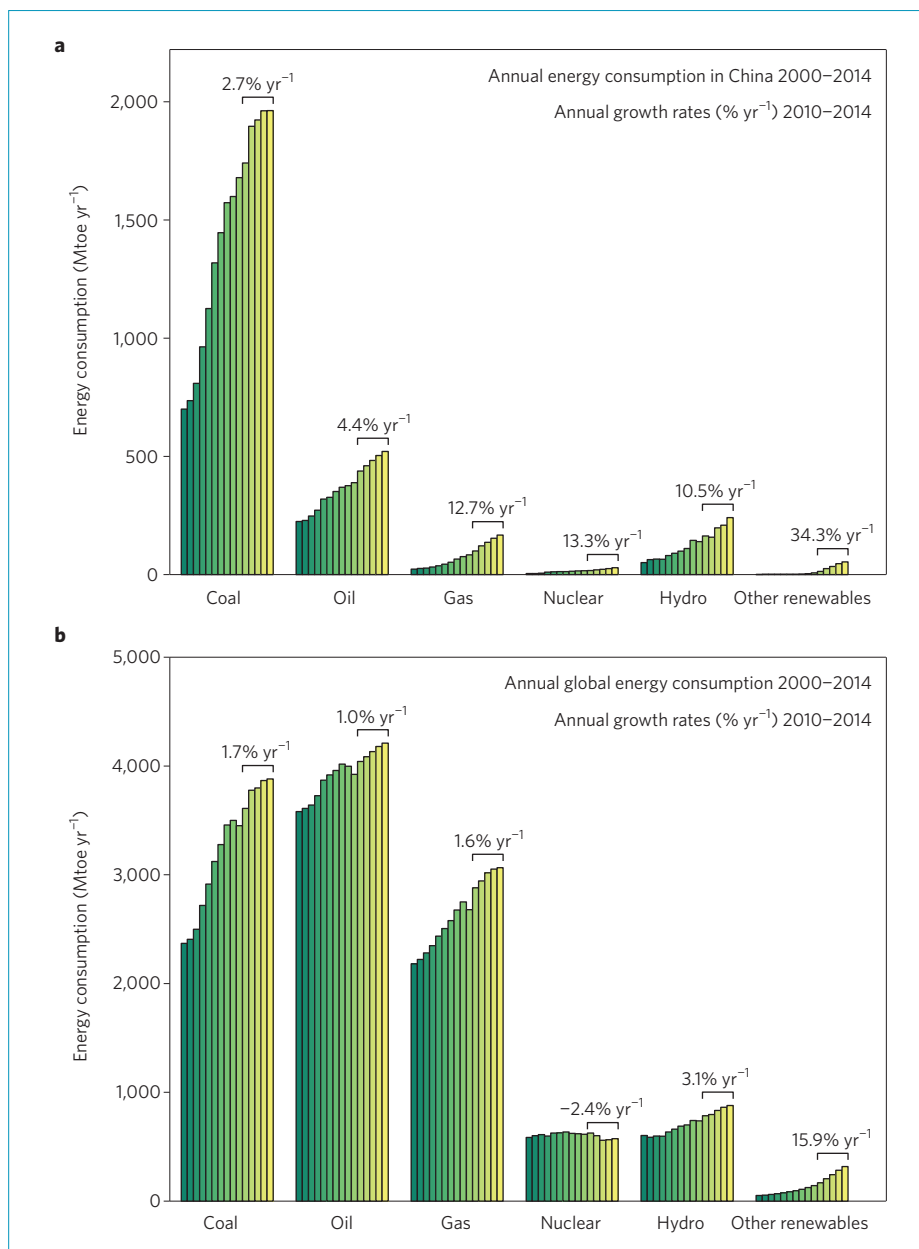 a
Annual energy consumption in China 2000–2014
Annual growth rates (% yr⁻¹) 2010–2014
Energy consumption (Mtoe yr⁻¹)
2,000
1,500
1,000
500
0
2.7% yr⁻¹
4.4% yr⁻¹
12.7% yr⁻¹
13.3% yr⁻¹
10.5% yr⁻¹
34.3% yr⁻¹
Coal
Oil
Gas
Nuclear
Hydro
Other renewables
b
Annual global energy consumption 2000–2014
Annual growth rates (% yr⁻¹) 2010–2014
Energy consumption (Mtoe yr⁻¹)
5,000
4,000
3,000
2,000
1,000
0
1.7% yr⁻¹
1.0% yr⁻¹
1.6% yr⁻¹
−2.4% yr⁻¹
3.1% yr⁻¹
15.9% yr⁻¹
Coal
Oil
Gas
Nuclear
Hydro
Other renewables